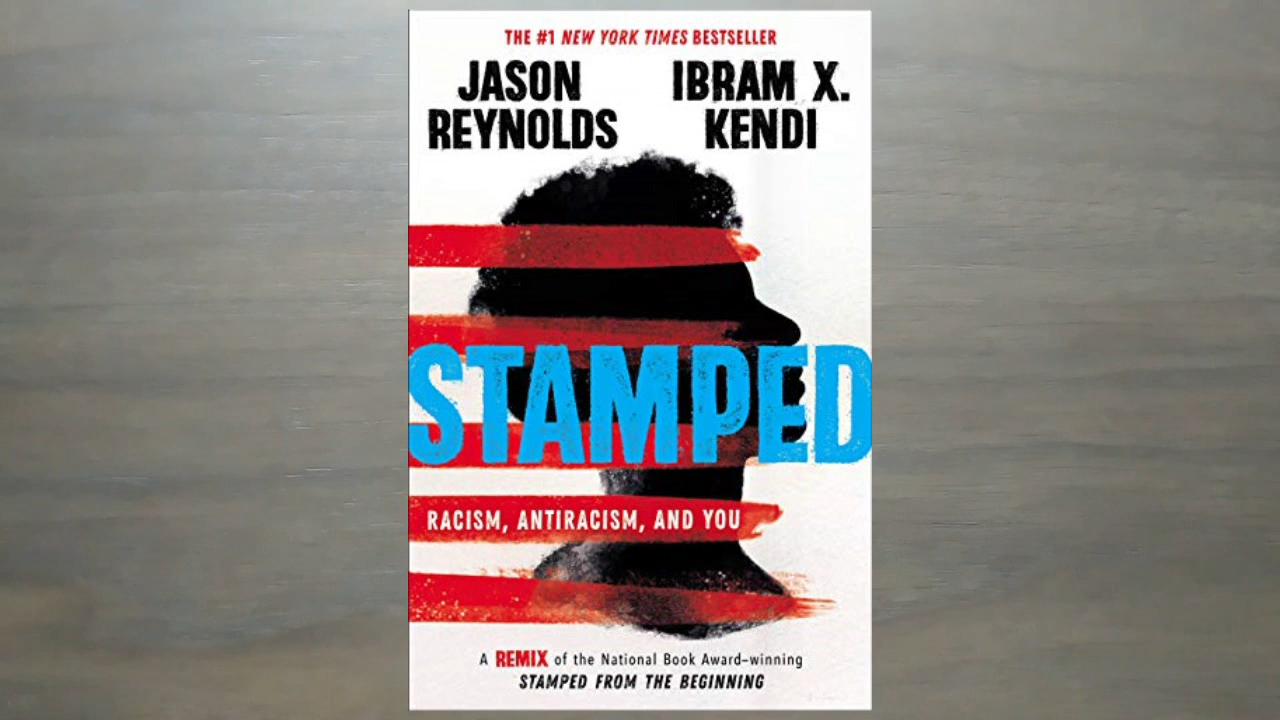 THE #1 NEW YORK TIMES BESTSELLER
JASON REYNOLDS
IBRAM X. KENDI
STAMPED
RACISM, ANTIRACISM, AND YOU
A REMIX of the National Book Award–winning
STAMPED FROM THE BEGINNING